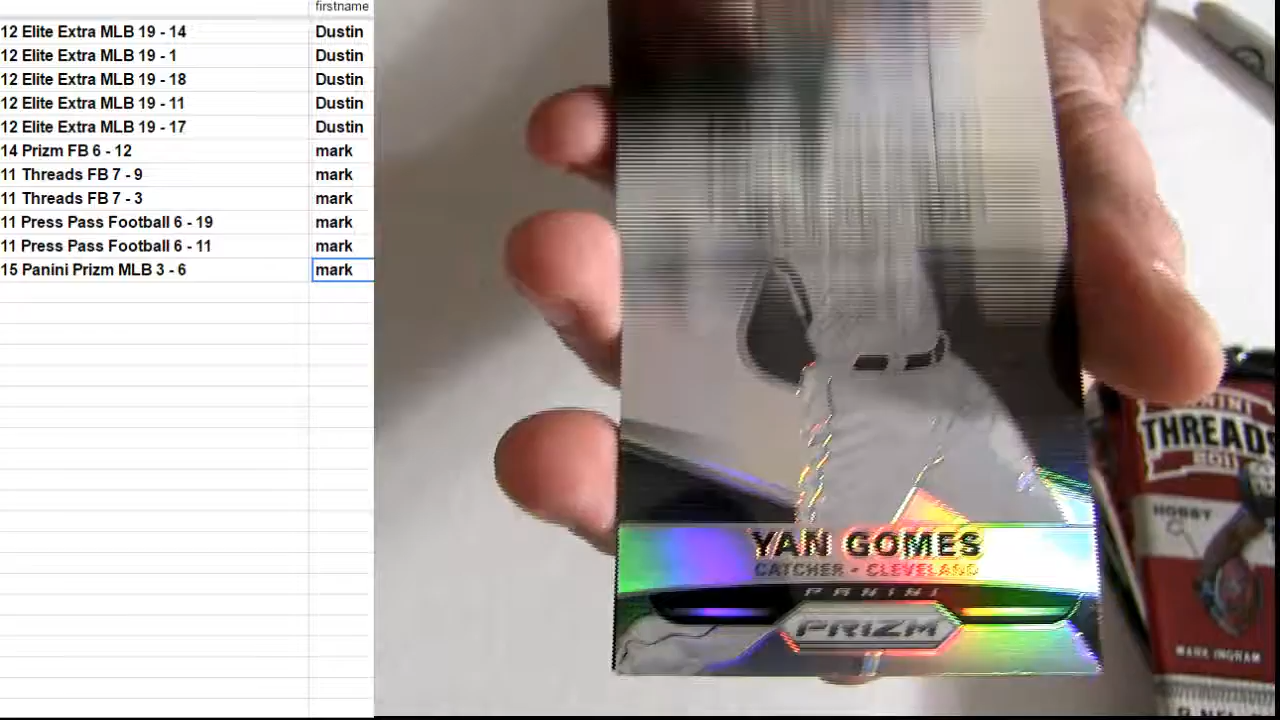 firstname
12 Elite Extra MLB 19 - 14 Dustin
12 Elite Extra MLB 19 - 1 Dustin
12 Elite Extra MLB 19 - 18 Dustin
12 Elite Extra MLB 19 - 11 Dustin
12 Elite Extra MLB 19 - 17 Dustin
14 Prizm FB 6 - 12 mark
11 Threads FB 7 - 9 mark
11 Threads FB 7 - 3 mark
11 Press Pass Football 6 - 19 mark
11 Press Pass Football 6 - 11 mark
15 Panini Prizm MLB 3 - 6 mark
YAN GOMES
CATCHER • CLEVELAND
PANINI
PRIZM
PANINI
THREADS
2011
HOBBY
MARK INGRAM